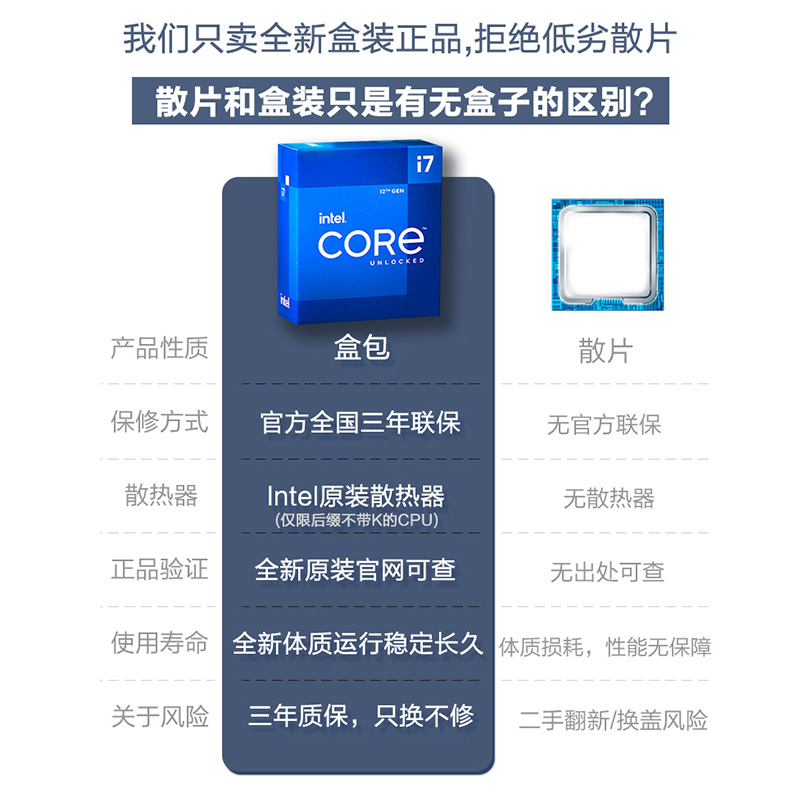 我们只卖全新盒装正品,拒绝低劣散片
散片和盒装只是有无盒子的区别?
i7
12TH GEN
i7
intel.
CORE™
UNLOCKED
intel
产品性质
盒包
散片
保修方式
官方全国三年联保
无官方联保
散热器
Intel原装散热器
(仅限后缀不带K的CPU)
无散热器
正品验证
全新原装官网可查
无出处可查
使用寿命
全新体质运行稳定长久
体质损耗，性能无保障
关于风险
三年质保，只换不修
二手翻新/换盖风险